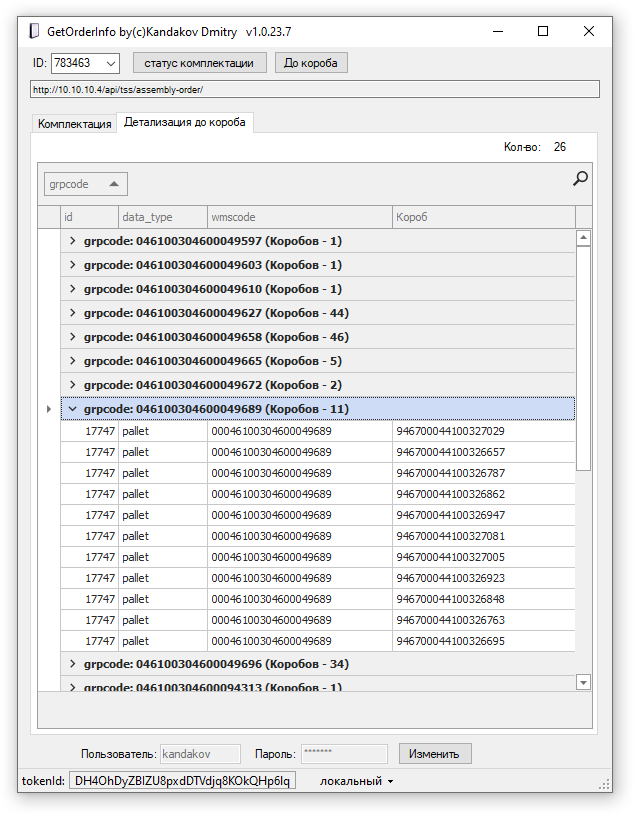 GetOrderInfo by(c)Kandakov Dmitry v1.0.23.7
ID: 783463 статус комплектации До короба
http://10.10.10.4/api/tss/assembly-order/
Комплектация Детализация до короба
Кол-во: 26
grpcode
id data_type wmscode Короб
grpcode: 046100304600049597 (Коробов - 1)
grpcode: 046100304600049603 (Коробов - 1)
grpcode: 046100304600049610 (Коробов - 1)
grpcode: 046100304600049627 (Коробов - 44)
grpcode: 046100304600049658 (Коробов - 46)
grpcode: 046100304600049665 (Коробов - 5)
grpcode: 046100304600049672 (Коробов - 2)
grpcode: 046100304600049689 (Коробов - 11)
17747 pallet 00046100304600049689 946700044100327029
17747 pallet 00046100304600049689 946700044100326657
17747 pallet 00046100304600049689 946700044100326787
17747 pallet 00046100304600049689 946700044100326862
17747 pallet 00046100304600049689 946700044100326947
17747 pallet 00046100304600049689 946700044100327081
17747 pallet 00046100304600049689 946700044100327005
17747 pallet 00046100304600049689 946700044100326923
17747 pallet 00046100304600049689 946700044100326848
17747 pallet 00046100304600049689 946700044100326763
17747 pallet 00046100304600049689 946700044100326695
grpcode: 046100304600049696 (Коробов - 34)
grpcode: 046100304600094313 (Коробов - 1)
Пользователь: kandakov Пароль: ******* Изменить
tokenId: DH4OhDyZBIZU8pxdDTVdjq8KOkQHp6Iq локальный